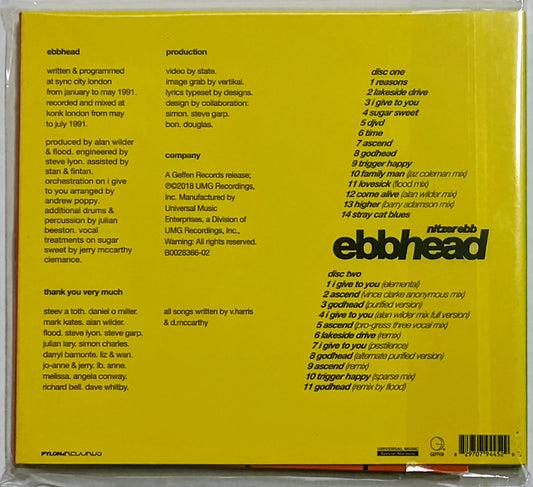 ebbhead
written & programmed
at sync city london
from january to may 1991.
recorded and mixed at
konk london from may
to july 1991.
produced by alan wilder
& flood. engineered by
steve lyon. assisted by
stan & fintan.
orchestration on i give
to you arranged by
andrew poppy.
additional drums &
percussion by julian
beeston. vocal
treatments on sugar
sweet by jerry mccarthy
clemance.
thank you very much
steev a toth. daniel o miller.
mark kates. alan wilder.
flood. steve lyon. steve garp.
julian lary. simon charles.
darryl bamonte. liz & wan.
jo-anne & jerry. lb. anne.
melissa. angela conway.
richard bell. dave whitby.
production
video by state.
image grab by vertikal.
lyrics typeset by designs.
design by collaboration:
simon. steve garp.
bon. douglas.
company
A Geffen Records release;
℗©2018 UMG Recordings,
Inc. Manufactured by
Universal Music
Enterprises, a Division of
UMG Recordings, Inc.,
Warning: All rights reserved.
B0028366-02
all songs written by v.harris
& d.mccarthy
disc one
1 reasons
2 lakeside drive
3 i give to you
4 sugar sweet
5 djvd
6 time
7 ascend
8 godhead
9 trigger happy
10 family man (jaz coleman mix)
11 lovesick (flood mix)
12 come alive (alan wilder mix)
13 higher (barry adamson mix)
14 stray cat blues
nitzer ebb
ebbhead
disc two
1 i give to you (elemental)
2 ascend (vince clarke anonymous mix)
3 godhead (purified version)
4 i give to you (alan wilder mix full version)
5 ascend (pro-gress three vocal mix)
6 lakeside drive (remix)
7 i give to you (pestilence)
8 godhead (alternate purified version)
9 ascend (remix)
10 trigger happy (sparse mix)
11 godhead (remix by flood)
PYLON RECORDS
UNIVERSAL MUSIC
Special Markets
GEFFEN
8 29707 94452 9